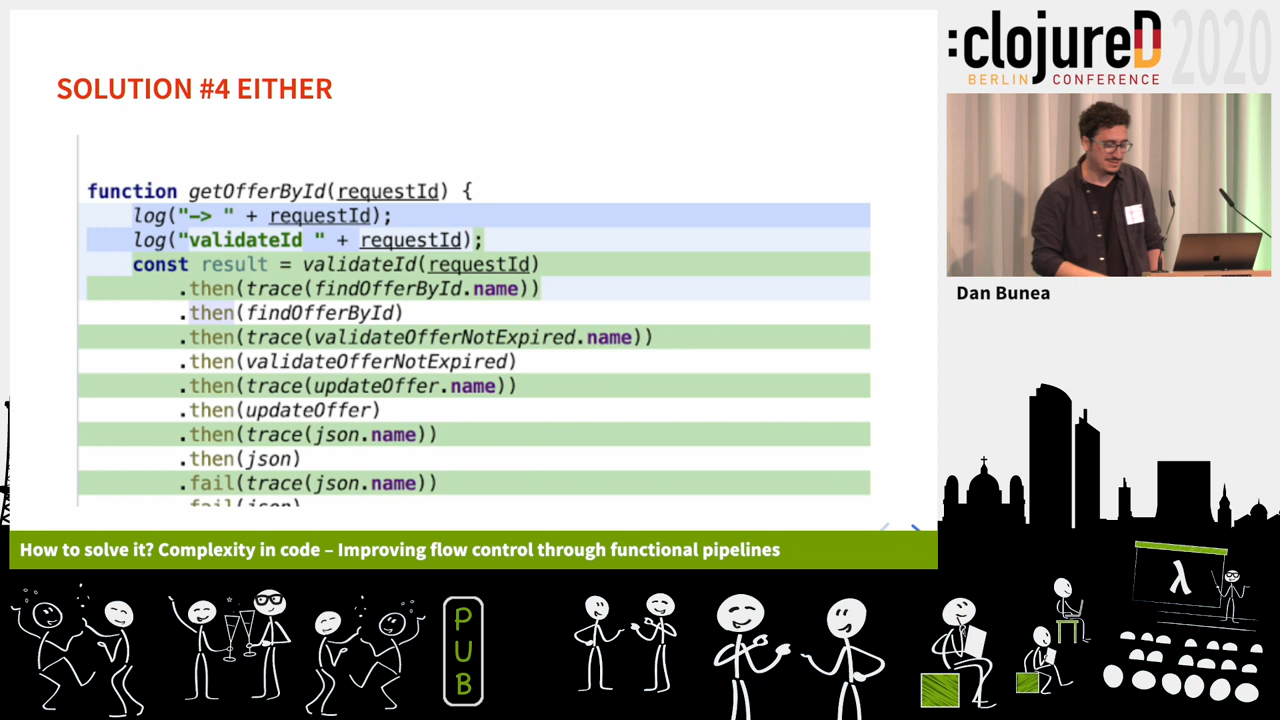 SOLUTION #4 EITHER
function getOfferById(requestId) {
log("-> " + requestId);
log("validateId " + requestId);
const result = validateId(requestId)
.then(trace(findOfferById.name))
.then(findOfferById)
.then(trace(validateOfferNotExpired.name))
.then(validateOfferNotExpired)
.then(trace(updateOffer.name))
.then(updateOffer)
.then(trace(json.name))
.then(json)
.fail(trace(json.name))
.fail(json)
:clojureD 2020
BERLIN CONFERENCE
Dan Bunea
How to solve it? Complexity in code – Improving flow control through functional pipelines
PUB
λ